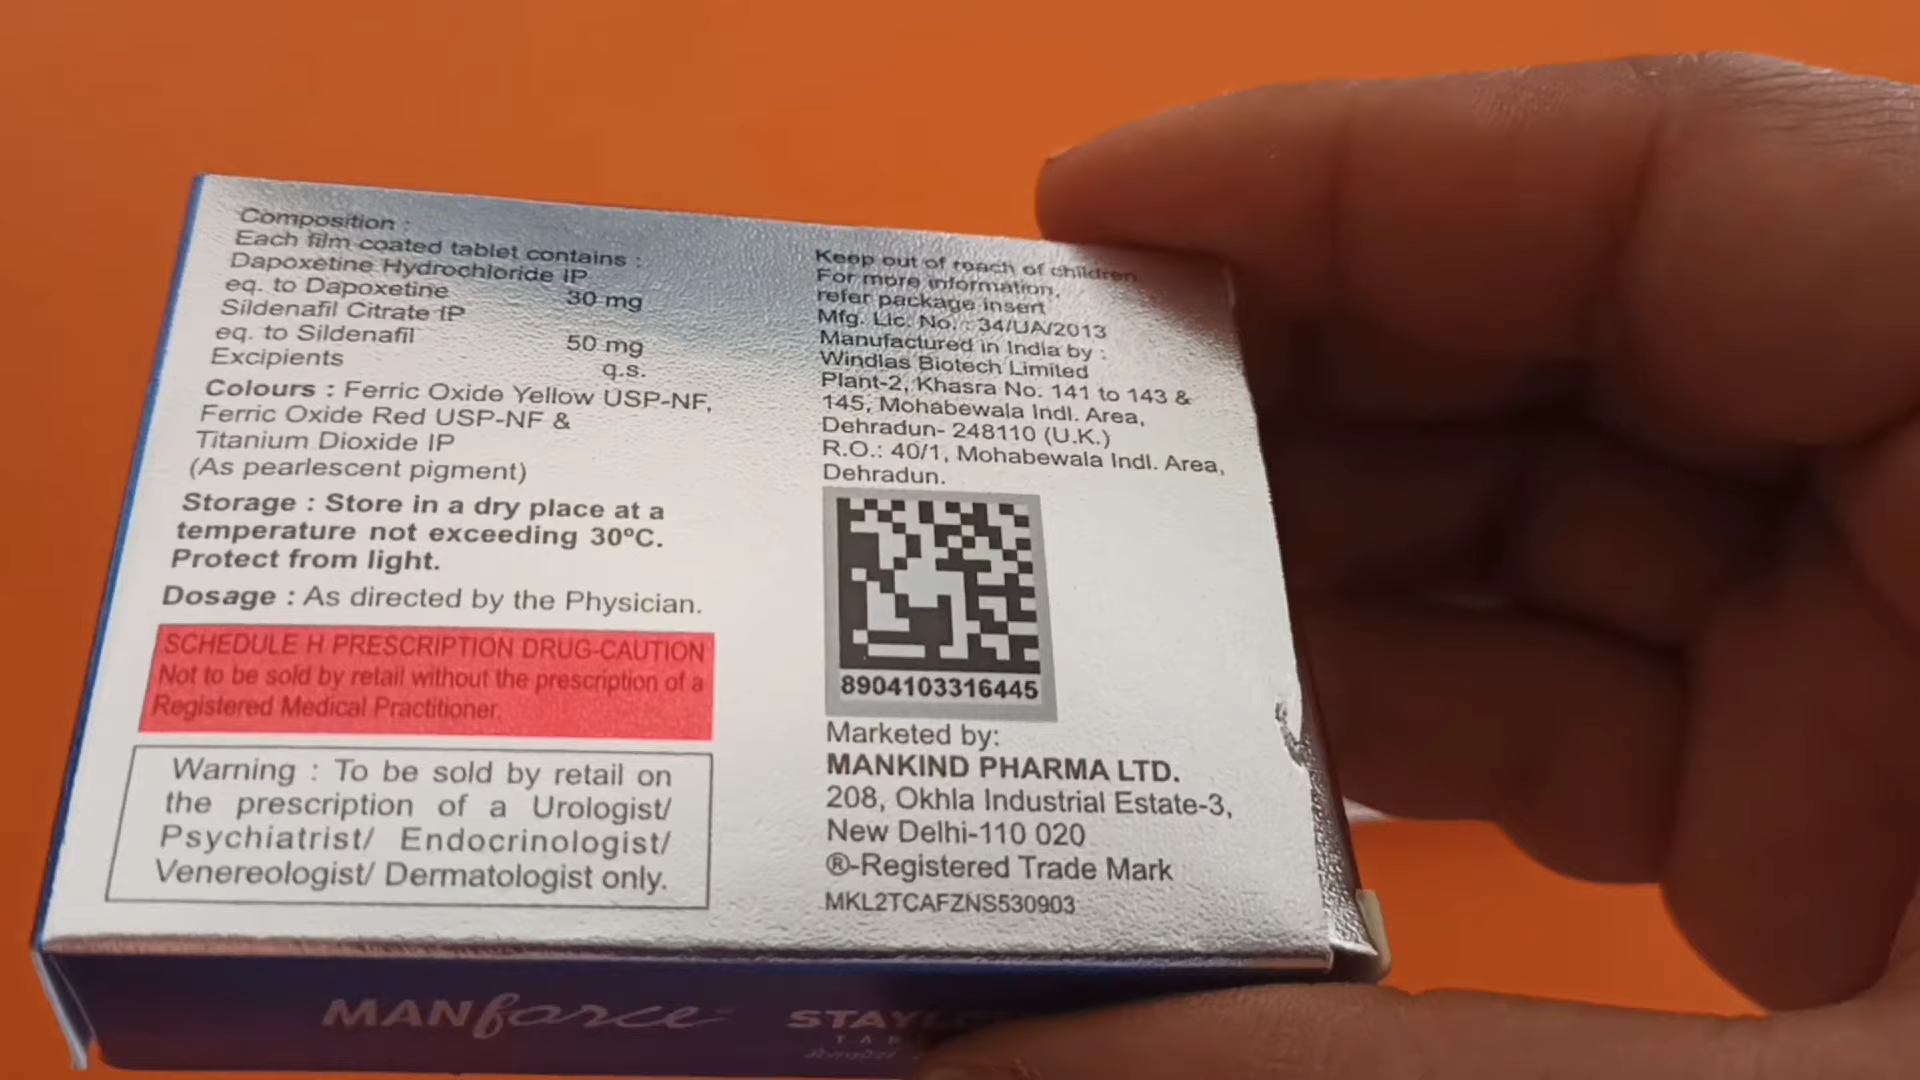 Composition :
Each film coated tablet contains :
Dapoxetine Hydrochloride IP
eq. to Dapoxetine 30 mg
Sildenafil Citrate IP
eq. to Sildenafil 50 mg
Excipients q.s.
Colours : Ferric Oxide Yellow USP-NF,
Ferric Oxide Red USP-NF &
Titanium Dioxide IP
(As pearlescent pigment)
Storage : Store in a dry place at a
temperature not exceeding 30ºC.
Protect from light.
Dosage : As directed by the Physician.
SCHEDULE H PRESCRIPTION DRUG-CAUTION
Not to be sold by retail without the prescription of a
Registered Medical Practitioner.
Warning : To be sold by retail on
the prescription of a Urologist/
Psychiatrist/ Endocrinologist/
Venereologist/ Dermatologist only.
Keep out of reach of children
For more information,
refer package insert
Mfg. Lic. No. : 34/UA/2013
Manufactured in India by :
Windlas Biotech Limited
Plant-2, Khasra No. 141 to 143 &
145, Mohabewala Indl. Area,
Dehradun- 248110 (U.K.)
R.O.: 40/1, Mohabewala Indl. Area,
Dehradun.
8904103316445
Marketed by:
MANKIND PHARMA LTD.
208, Okhla Industrial Estate-3,
New Delhi-110 020
®-Registered Trade Mark
MKL2TCAFZNS530903
MANforce